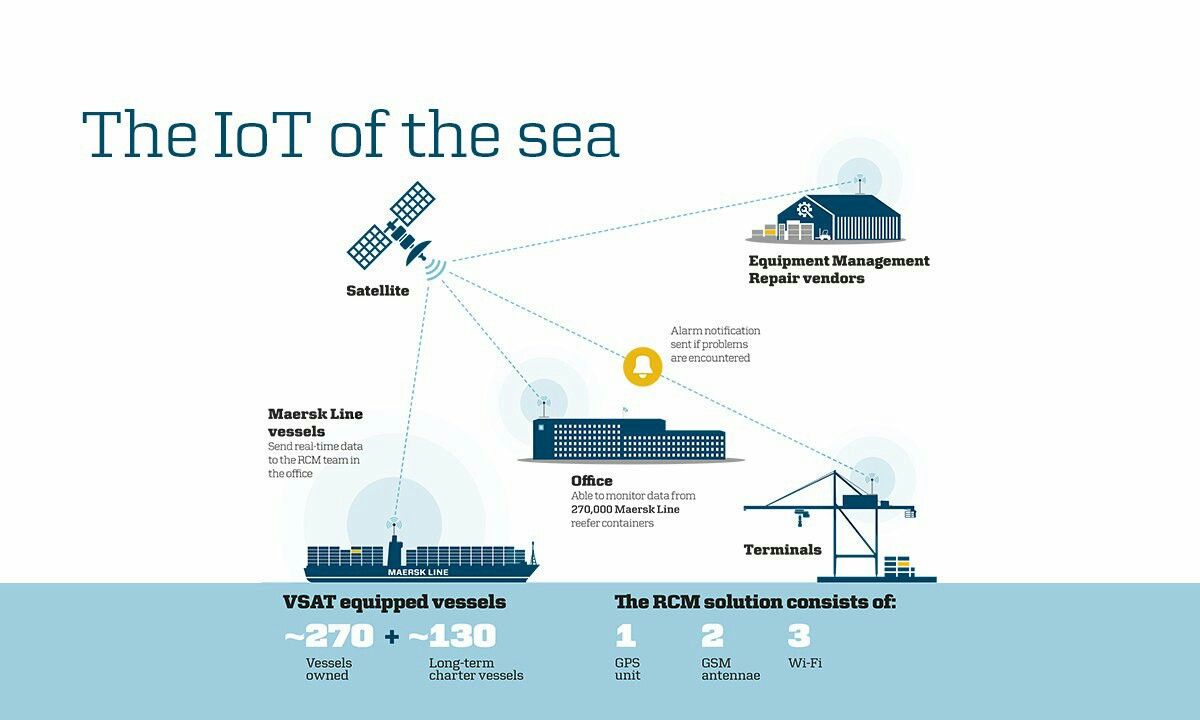 The IoT of the sea
Satellite
Equipment Management
Repair vendors
Alarm notification
sent if problems
are encountered
Maersk Line
vessels
Send real-time data
to the RCM team in
the office
Office
Able to monitor data from
270,000 Maersk Line
reefer containers
Terminals
MAERSK LINE
VSAT equipped vessels
~270 + ~130
Vessels
owned
Long-term
charter vessels
The RCM solution consists of:
1 2 3
GPS
unit
GSM
antennae
Wi-Fi